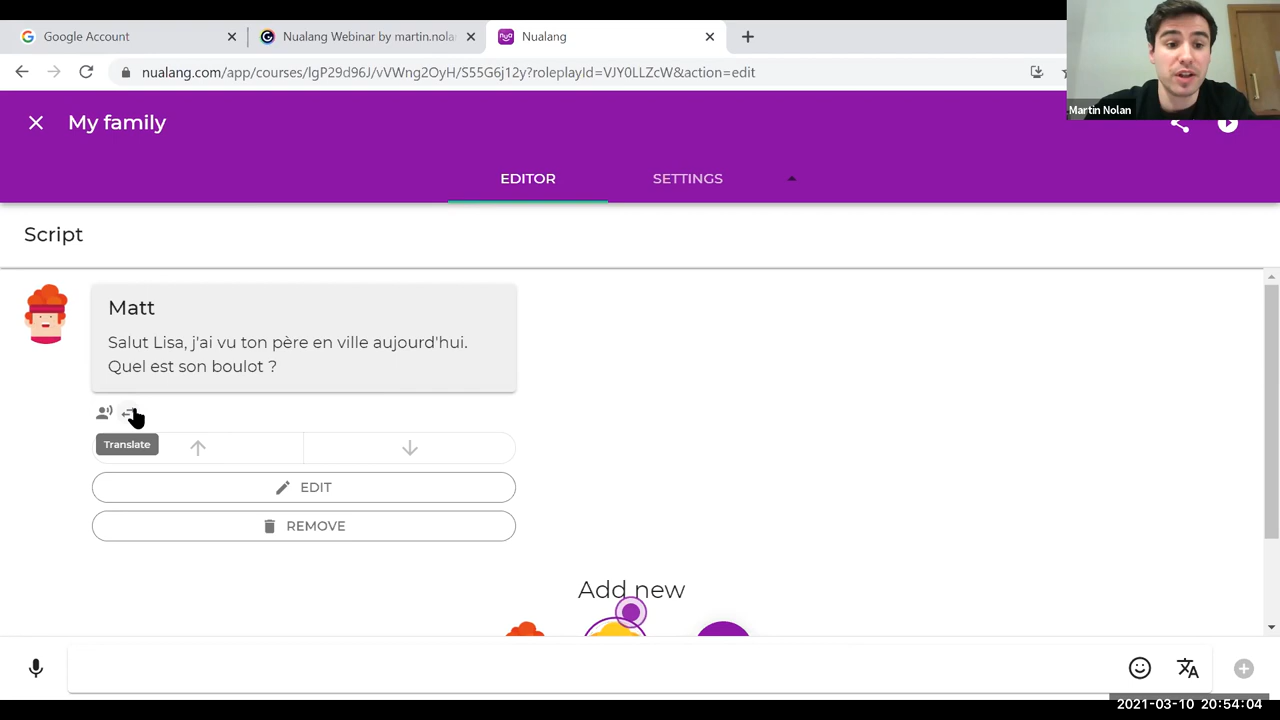 Google Account
Nualang Webinar by martin.nola
Nualang
nualang.com/app/courses/lgP29d96J/vVWng2OyH/S55G6j12y?roleplayId=VJY0LLZcW&action=edit
Martin Nolan
My family
EDITOR
SETTINGS
Script
Matt
Salut Lisa, j'ai vu ton père en ville aujourd'hui.
Quel est son boulot ?
Translate
EDIT
REMOVE
Add new
2021-03-10 20:54:04